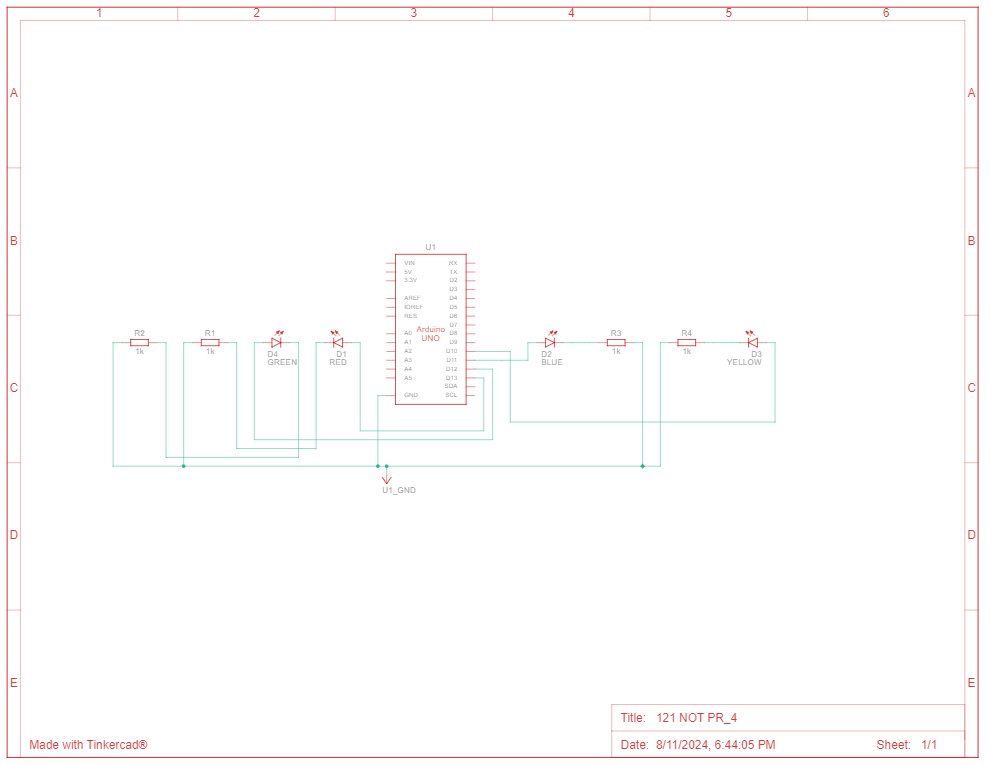 1 2 3 4 5 6
A A
B B
U1
VIN RX
5V TX
3.3V D2
D3
AREF D4
IOREF D5
RES D6
D7
A0 D8
A1 D9
A2 D10
A3 D11
A4 D12
A5 D13
SDA
GND SCL
Arduino
UNO
R2 R1 R3 R4
1k 1k 1k 1k
D4 D1 D2 D3
GREEN RED BLUE YELLOW
C C
U1_GND
D D
E E
Title: 121 NOT PR_4
Made with Tinkercad® Date: 8/11/2024, 6:44:05 PM Sheet: 1/1